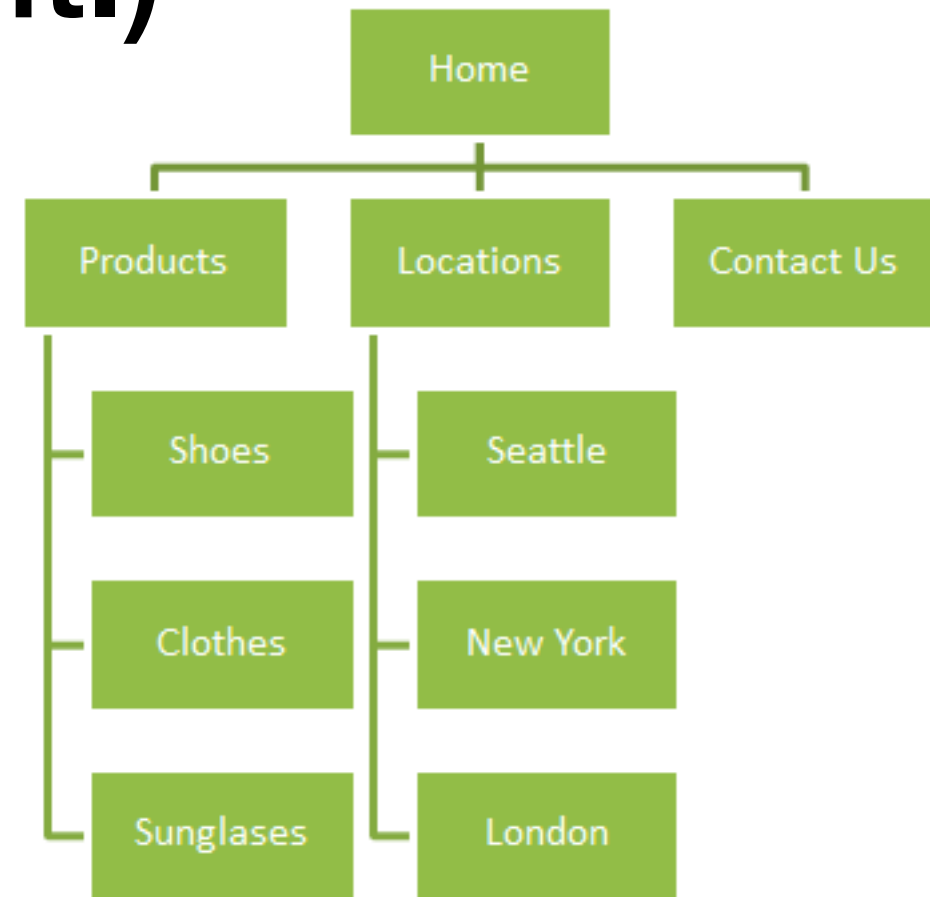 Home
Products
Locations
Contact Us
Shoes
Seattle
Clothes
New York
Sunglases
London